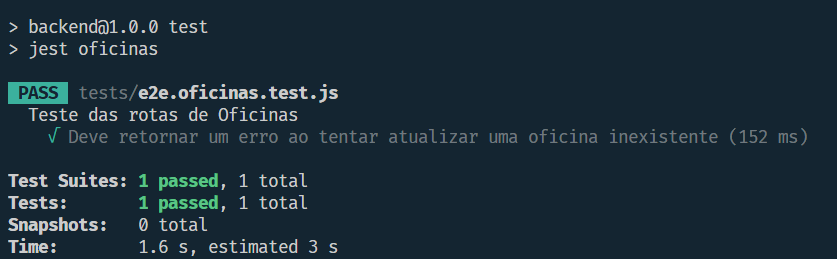 > backend@1.0.0 test
> jest oficinas
PASS tests/e2e.oficinas.test.js
Teste das rotas de Oficinas
√ Deve retornar um erro ao tentar atualizar uma oficina inexistente (152 ms)
Test Suites: 1 passed, 1 total
Tests: 1 passed, 1 total
Snapshots: 0 total
Time: 1.6 s, estimated 3 s